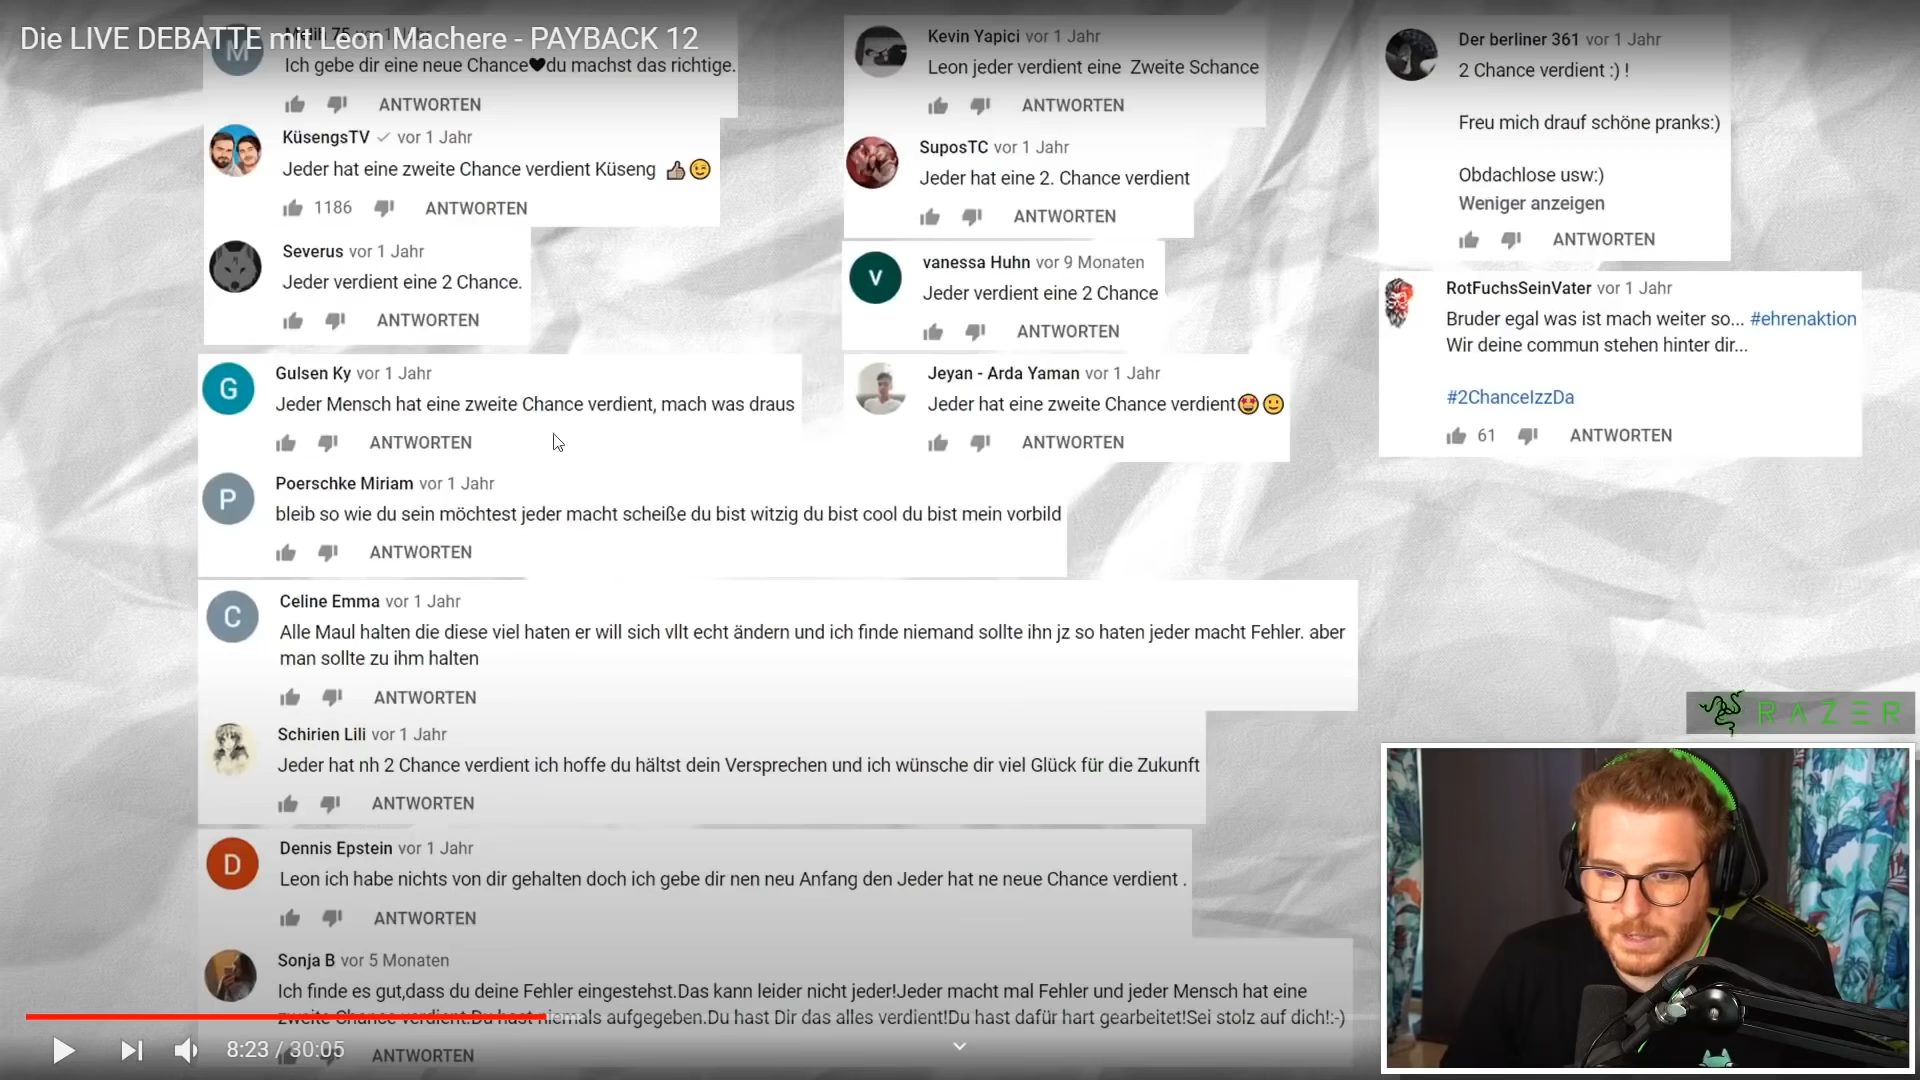 Die LIVE DEBATTE mit Leon Machere - PAYBACK 12
Ich gebe dir eine neue Chance🖤du machst das richtige.
ANTWORTEN
KüsengsTV ✓ vor 1 Jahr
Jeder hat eine zweite Chance verdient Küseng 👍😉
1186 ANTWORTEN
Severus vor 1 Jahr
Jeder verdient eine 2 Chance.
ANTWORTEN
G
Gulsen Ky vor 1 Jahr
Jeder Mensch hat eine zweite Chance verdient, mach was draus
ANTWORTEN
Kevin Yapici vor 1 Jahr
Leon jeder verdient eine Zweite Schance
ANTWORTEN
SuposTC vor 1 Jahr
Jeder hat eine 2. Chance verdient
ANTWORTEN
V
vanessa Huhn vor 9 Monaten
Jeder verdient eine 2 Chance
ANTWORTEN
Jeyan - Arda Yaman vor 1 Jahr
Jeder hat eine zweite Chance verdient🤩🙂
ANTWORTEN
Der berliner 361 vor 1 Jahr
2 Chance verdient :) !
Freu mich drauf schöne pranks:)
Obdachlose usw:)
Weniger anzeigen
ANTWORTEN
RotFuchsSeinVater vor 1 Jahr
Bruder egal was ist mach weiter so... #ehrenaktion
Wir deine commun stehen hinter dir...
#2ChanceIzzDa
61 ANTWORTEN
P
Poerschke Miriam vor 1 Jahr
bleib so wie du sein möchtest jeder macht scheiße du bist witzig du bist cool du bist mein vorbild
ANTWORTEN
C
Celine Emma vor 1 Jahr
Alle Maul halten die diese viel haten er will sich vllt echt ändern und ich finde niemand sollte ihn jz so haten jeder macht Fehler. aber
man sollte zu ihm halten
ANTWORTEN
Schirien Lili vor 1 Jahr
Jeder hat nh 2 Chance verdient ich hoffe du hältst dein Versprechen und ich wünsche dir viel Glück für die Zukunft
ANTWORTEN
D
Dennis Epstein vor 1 Jahr
Leon ich habe nichts von dir gehalten doch ich gebe dir nen neu Anfang den Jeder hat ne neue Chance verdient .
ANTWORTEN
Sonja B vor 5 Monaten
Ich finde es gut,dass du deine Fehler eingestehst.Das kann leider nicht jeder!Jeder macht mal Fehler und jeder Mensch hat eine
zweite Chance verdient.Du hast niemals aufgegeben.Du hast Dir das alles verdient!Du hast dafür hart gearbeitet!Sei stolz auf dich!:-)
ANTWORTEN
8:23 / 30:05
RAZER